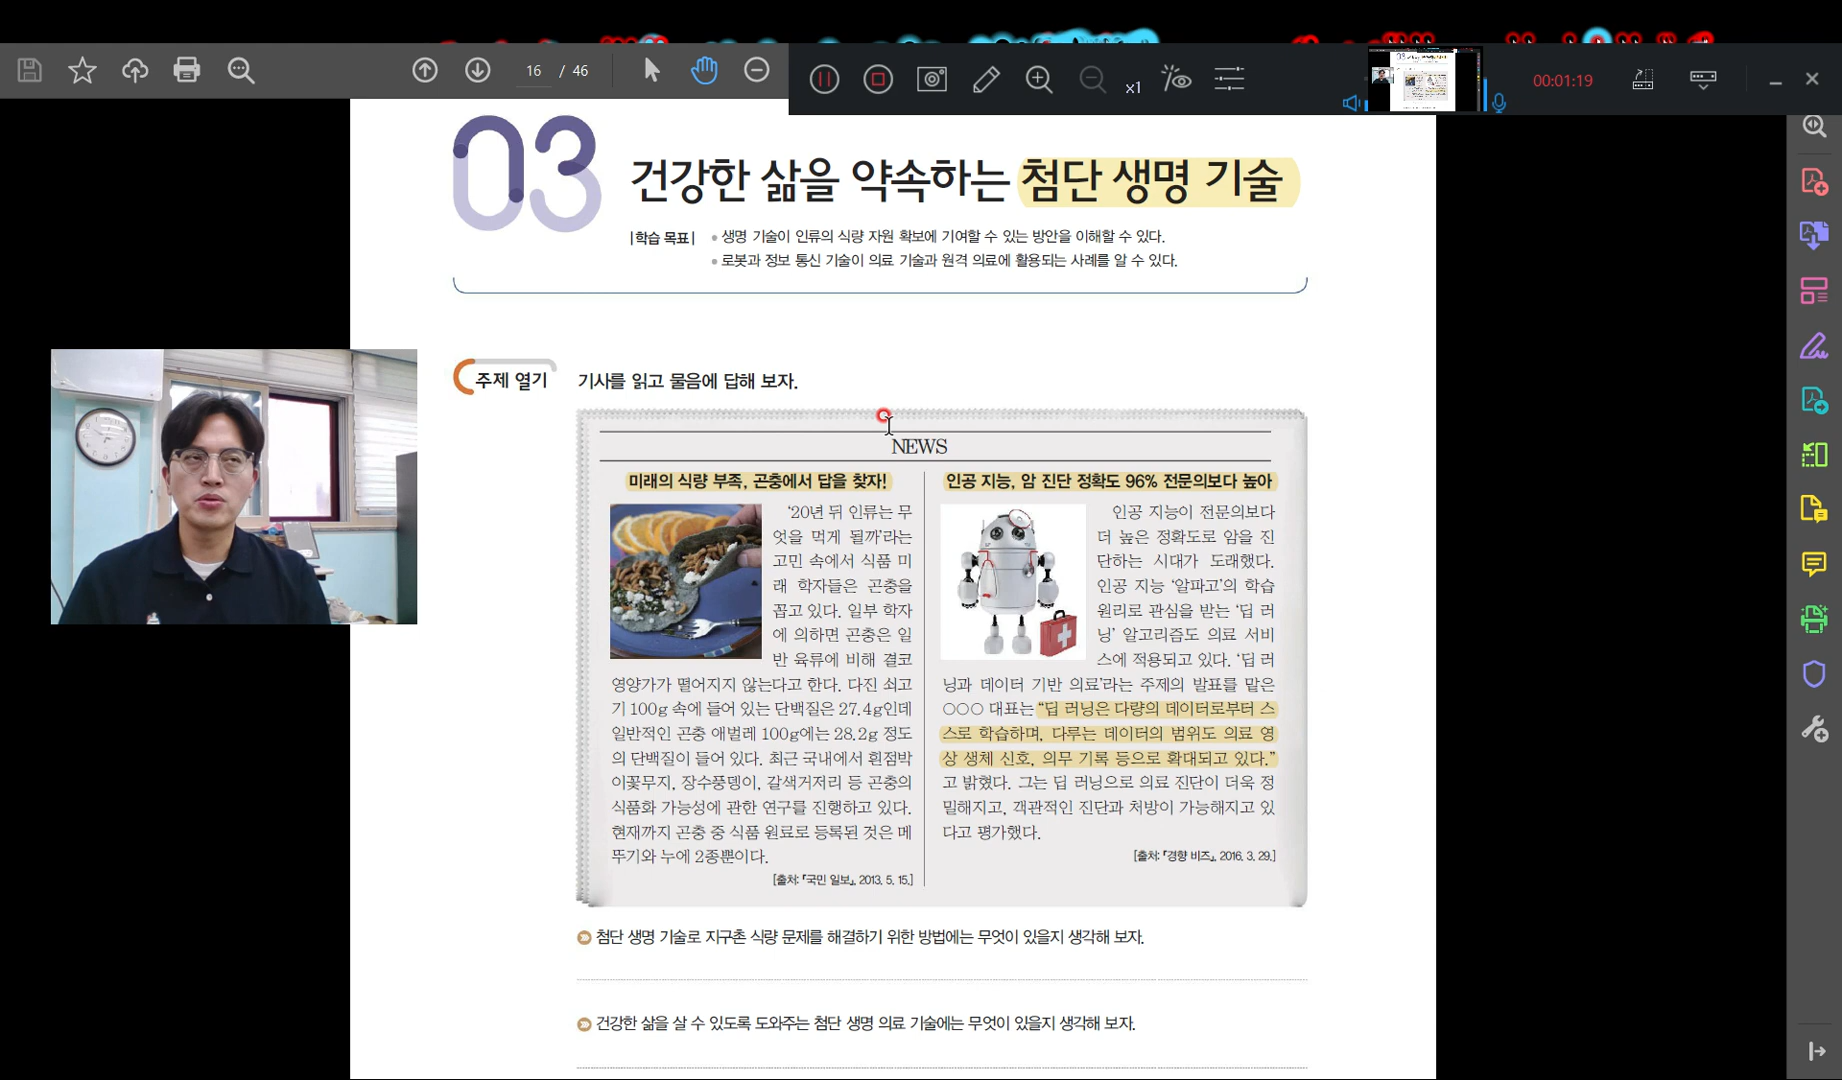 16 / 46
x1
00:01:19
03
건강한 삶을 약속하는 첨단 생명 기술
|학습 목표|
• 생명 기술이 인류의 식량 자원 확보에 기여할 수 있는 방안을 이해할 수 있다.
• 로봇과 정보 통신 기술이 의료 기술과 원격 의료에 활용되는 사례를 알 수 있다.
주제 열기
기사를 읽고 물음에 답해 보자.
NEWS
미래의 식량 부족, 곤충에서 답을 찾자!
'20년 뒤 인류는 무
엇을 먹게 될까'라는
고민 속에서 식품 미
래 학자들은 곤충을
꼽고 있다. 일부 학자
에 의하면 곤충은 일
반 육류에 비해 결코
영양가가 떨어지지 않는다고 한다. 다진 쇠고
기 100g 속에 들어 있는 단백질은 27.4g인데
일반적인 곤충 애벌레 100g에는 28.2g 정도
의 단백질이 들어 있다. 최근 국내에서 흰점박
이꽃무지, 장수풍뎅이, 갈색거저리 등 곤충의
식품화 가능성에 관한 연구를 진행하고 있다.
현재까지 곤충 중 식품 원료로 등록된 것은 메
뚜기와 누에 2종뿐이다.
[출처: 『국민 일보』, 2013. 5. 15.]
인공 지능, 암 진단 정확도 96% 전문의보다 높아
인공 지능이 전문의보다
더 높은 정확도로 암을 진
단하는 시대가 도래했다.
인공 지능 '알파고'의 학습
원리로 관심을 받는 '딥 러
닝' 알고리즘도 의료 서비
스에 적용되고 있다. '딥 러
닝과 데이터 기반 의료'라는 주제의 발표를 맡은
○○○ 대표는 "딥 러닝은 다량의 데이터로부터 스
스로 학습하며, 다루는 데이터의 범위도 의료 영
상 생체 신호, 의무 기록 등으로 확대되고 있다."
고 밝혔다. 그는 딥 러닝으로 의료 진단이 더욱 정
밀해지고, 객관적인 진단과 처방이 가능해지고 있
다고 평가했다.
[출처: 『경향 비즈』, 2016. 3. 29.]
첨단 생명 기술로 지구촌 식량 문제를 해결하기 위한 방법에는 무엇이 있을지 생각해 보자.
건강한 삶을 살 수 있도록 도와주는 첨단 생명 의료 기술에는 무엇이 있을지 생각해 보자.